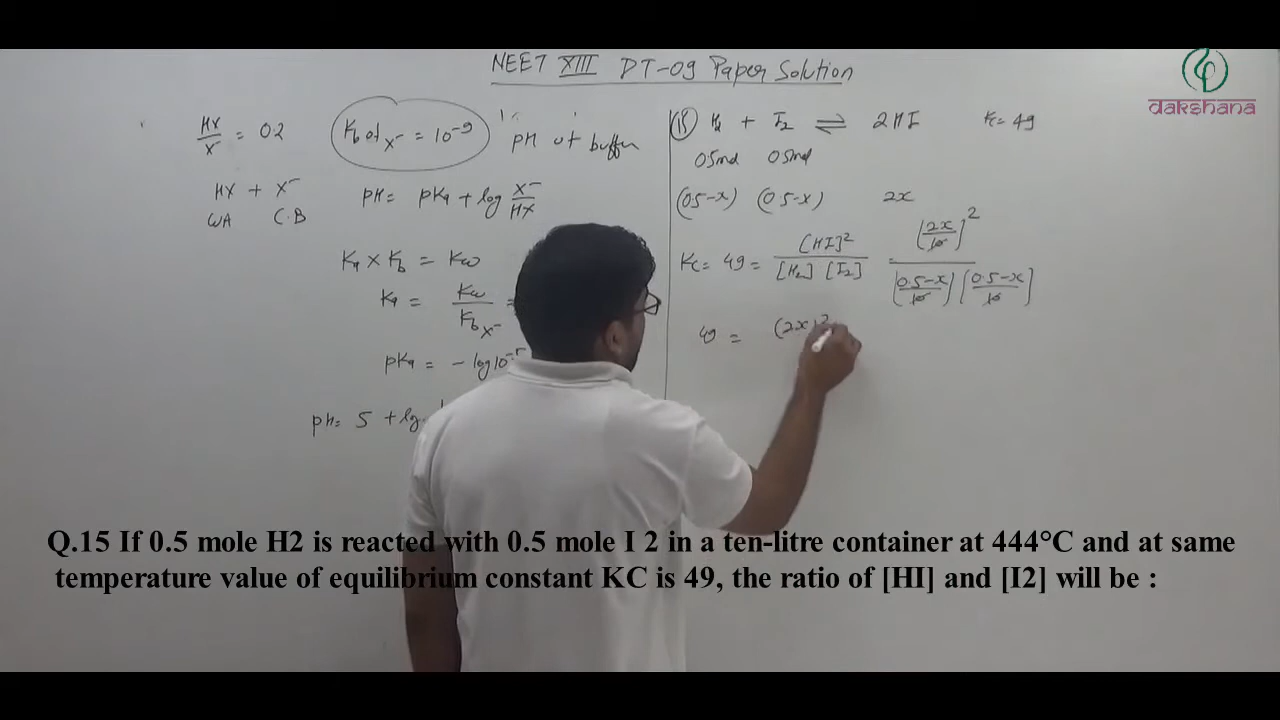 NEET XIII DT-09 Paper Solution
dakshana
HX/X⁻ = 0.2
Kb of X⁻ = 10⁻⁹
pH of buffer
HX + X⁻
WA C.B
pH = pKa + log X⁻/HX
Ka × Kb = Kw
Ka = Kw/Kb X⁻ =
pKa = - log 10⁻⁵
pH = 5 + log
(15) H2 + I2 ⇌ 2HI Kc = 49
0.5mol 0.5mol
(0.5-x) (0.5-x) 2x
Kc = 49 = [HI]²/[H2] [I2] (2x/10)²/(0.5-x/10) (0.5-x/10)
49 = (2x)²
Q.15 If 0.5 mole H2 is reacted with 0.5 mole I 2 in a ten-litre container at 444°C and at same
temperature value of equilibrium constant KC is 49, the ratio of [HI] and [I2] will be :